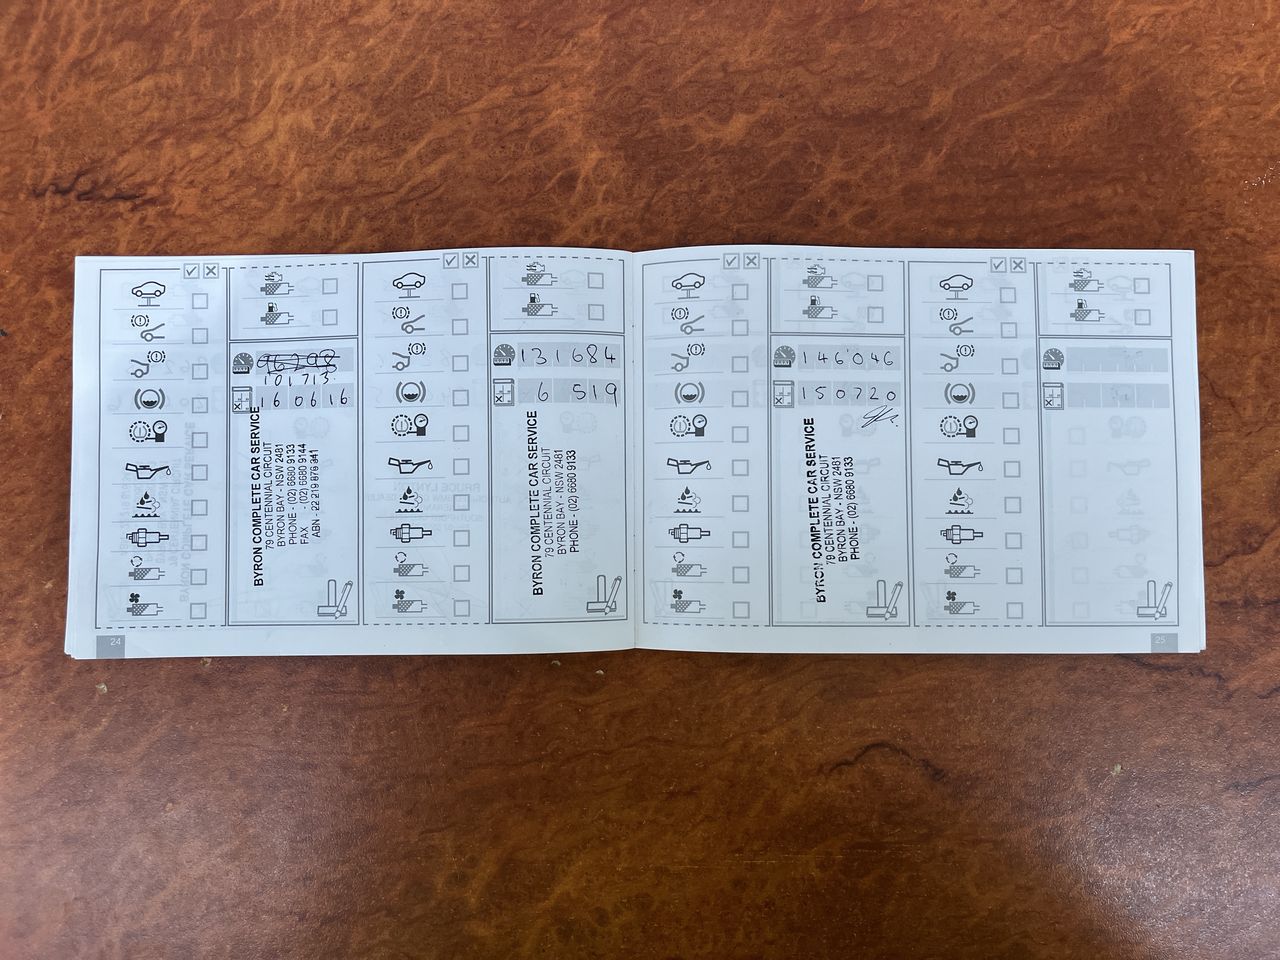 96298
101713
160616
BYRON COMPLETE CAR SERVICE
79 CENTENNIAL CIRCUIT
BYRON BAY - NSW 2481
PHONE - (02) 6680 9133
FAX - (02) 6680 9144
ABN - 22 219 876 941
131684
6 519
BYRON COMPLETE CAR SERVICE
79 CENTENNIAL CIRCUIT
BYRON BAY - NSW 2481
PHONE - (02) 6680 9133
24
146046
150720
BYRON COMPLETE CAR SERVICE
79 CENTENNIAL CIRCUIT
BYRON BAY - NSW 2481
PHONE - (02) 6680 9133
25